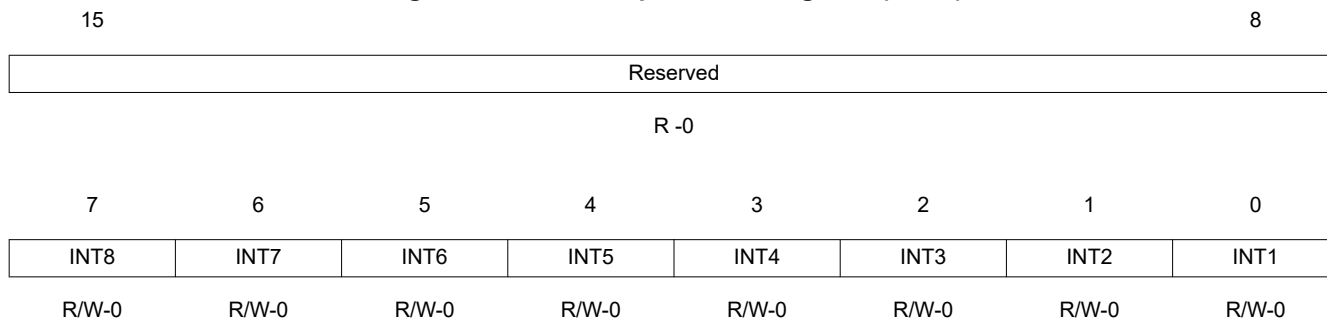 15 8
Reserved
R -0
7 6 5 4 3 2 1 0
INT8 INT7 INT6 INT5 INT4 INT3 INT2 INT1
R/W-0 R/W-0 R/W-0 R/W-0 R/W-0 R/W-0 R/W-0 R/W-0